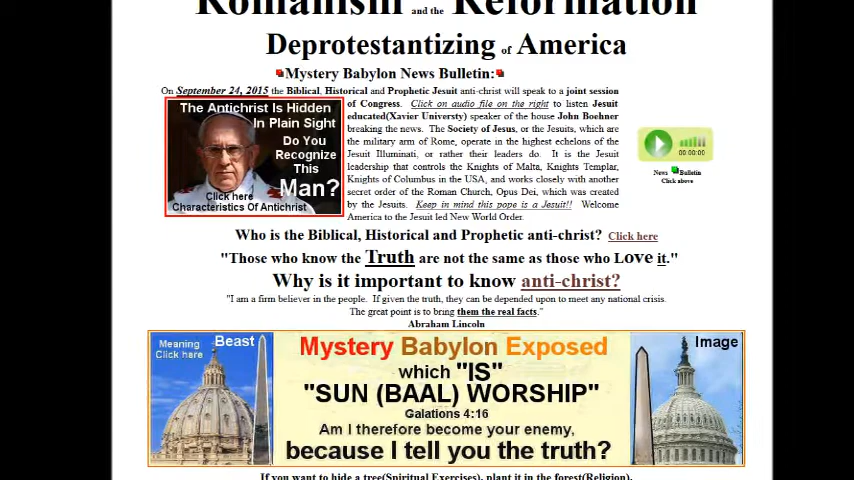 Romanism and the Reformation
Deprotestantizing of America
Mystery Babylon News Bulletin:
On September 24, 2015 the Biblical, Historical and Prophetic Jesuit anti-christ will speak to a joint session
of Congress. Click on audio file on the right to listen Jesuit
educated(Xavier Universty) speaker of the house John Boehner
breaking the news. The Society of Jesus, or the Jesuits, which are
the military arm of Rome, operate in the highest echelons of the
Jesuit Illuminati, or rather their leaders do. It is the Jesuit
leadership that controls the Knights of Malta, Knights Templar,
Knights of Columbus in the USA, and works closely with another
secret order of the Roman Church, Opus Dei, which was created
by the Jesuits. Keep in mind this pope is a Jesuit!! Welcome
America to the Jesuit led New World Order.
The Antichrist Is Hidden
In Plain Sight
Do You
Recognize
This
Man?
Click here
Characteristics Of Antichrist
00:00:00
News Bulletin
Click above
Who is the Biblical, Historical and Prophetic anti-christ? Click here
"Those who know the Truth are not the same as those who Love it."
Why is it important to know anti-christ?
"I am a firm believer in the people. If given the truth, they can be depended upon to meet any national crisis.
The great point is to bring them the real facts."
Abraham Lincoln
Meaning
Click here
Beast
Mystery Babylon Exposed
which "IS"
"SUN (BAAL) WORSHIP"
Galations 4:16
Am I therefore become your enemy,
because I tell you the truth?
Image
If you want to hide a tree(Spiritual Exercises), plant it in the forest(Religion).